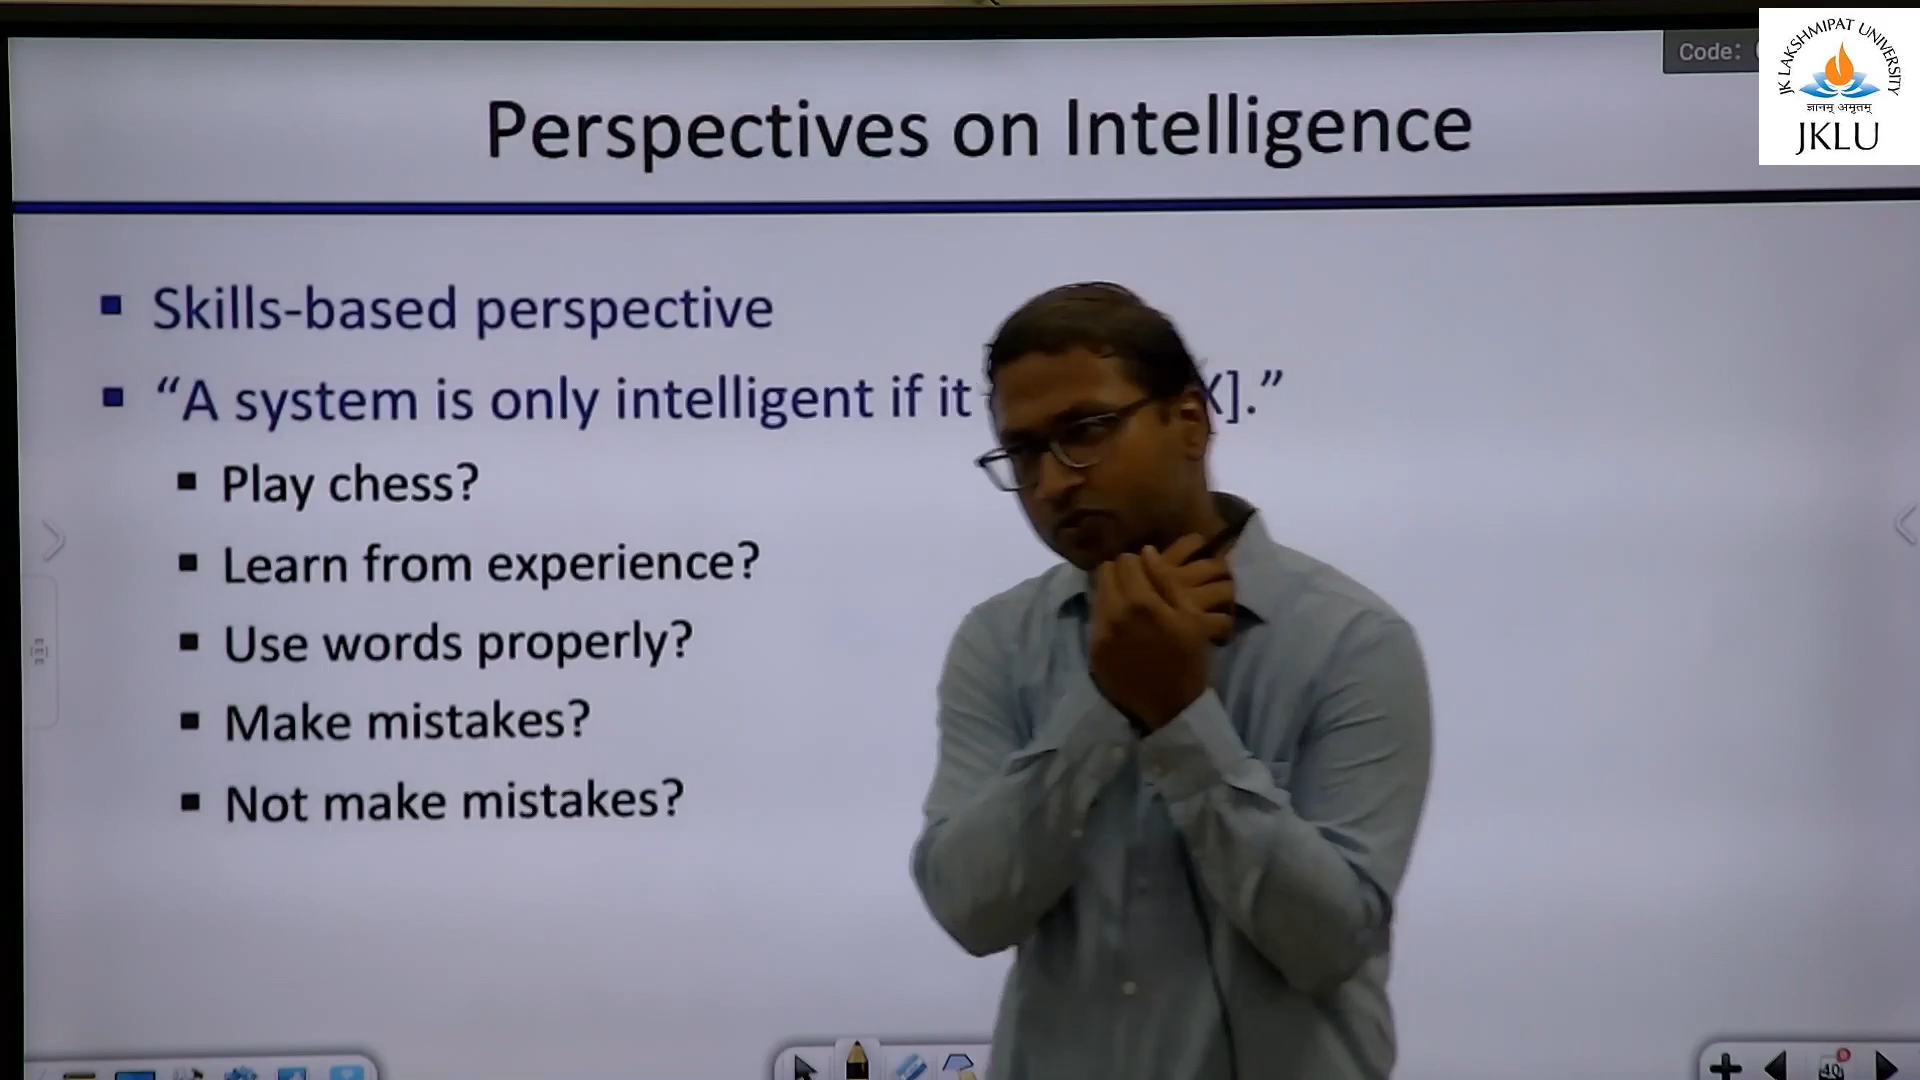 Code:
JK LAKSHMIPAT UNIVERSITY
ज्ञानम् अमृतम्
JKLU
Perspectives on Intelligence
▪ Skills-based perspective
▪ “A system is only intelligent if it X].”
▪ Play chess?
▪ Learn from experience?
▪ Use words properly?
▪ Make mistakes?
▪ Not make mistakes?
40